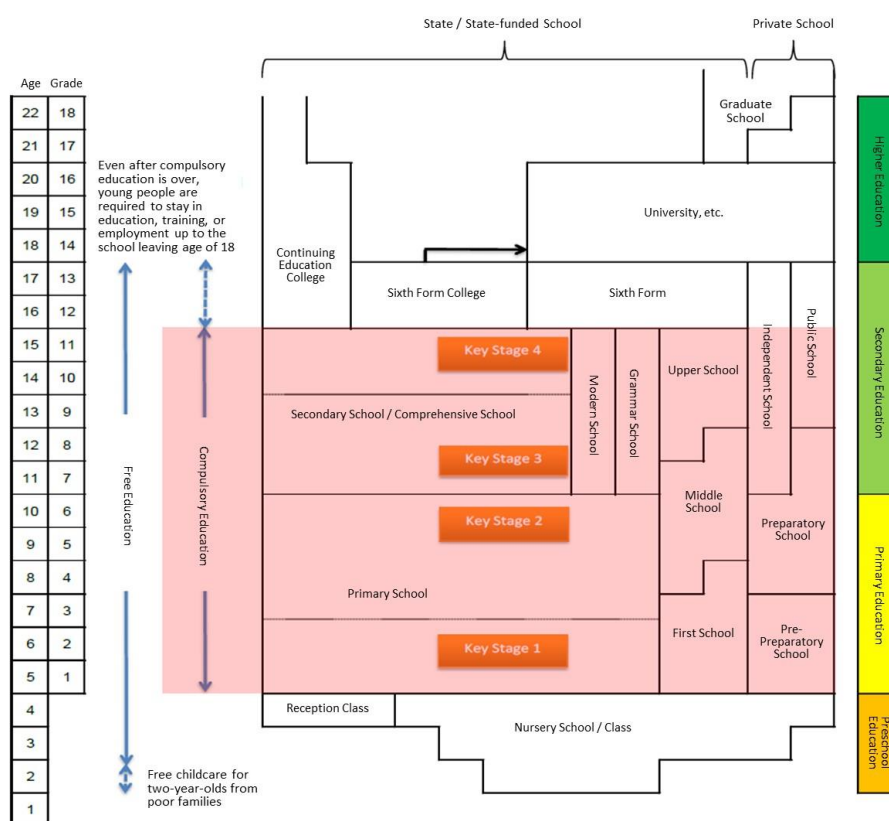 State / State-funded School
Private School
Age Grade
22 18
21 17
20 16
19 15
18 14
17 13
16 12
15 11
14 10
13 9
12 8
11 7
10 6
9 5
8 4
7 3
6 2
5 1
4
3
2
1
Even after compulsory
education is over,
young people are
required to stay in
education, training, or
employment up to the
school leaving age of 18
Free Education
Compulsory Education
Free childcare for
two-year-olds from
poor families
Graduate
School
University, etc.
Continuing
Education
College
Sixth Form College
Sixth Form
Key Stage 4
Secondary School / Comprehensive School
Key Stage 3
Modern School
Grammar School
Upper School
Independent School
Public School
Key Stage 2
Middle
School
Preparatory
School
Primary School
Key Stage 1
First School
Pre-
Preparatory
School
Reception Class
Nursery School / Class
Higher Education
Secondary Education
Primary Education
Preschool
Education